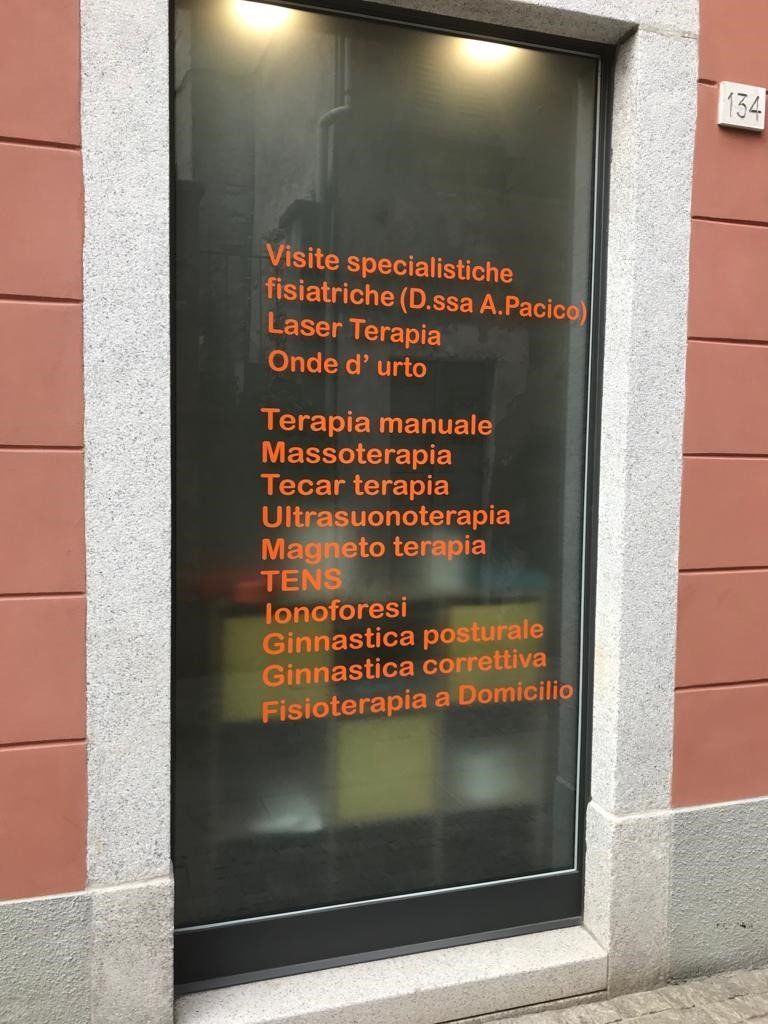 134
Visite specialistiche
fisiatriche (D.ssa A.Pacico)
Laser Terapia
Onde d' urto
Terapia manuale
Massoterapia
Tecar terapia
Ultrasuonoterapia
Magneto terapia
TENS
Ionoforesi
Ginnastica posturale
Ginnastica correttiva
Fisioterapia a Domicilio